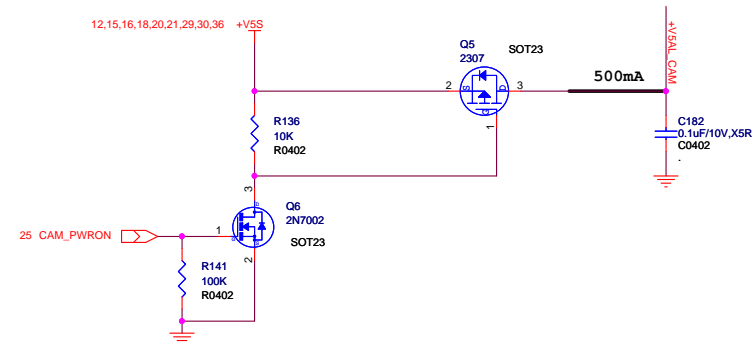 12,15,16,18,20,21,29,30,36 +V5S
Q5
2307
SOT23
+V5AL_CAM
500mA
2
S
D
3
G
1
R136
10K
R0402
C182
0.1uF/10V,X5R
C0402
.
3
Q6
2N7002
SOT23
25 CAM_PWRON
1
2
R141
100K
R0402